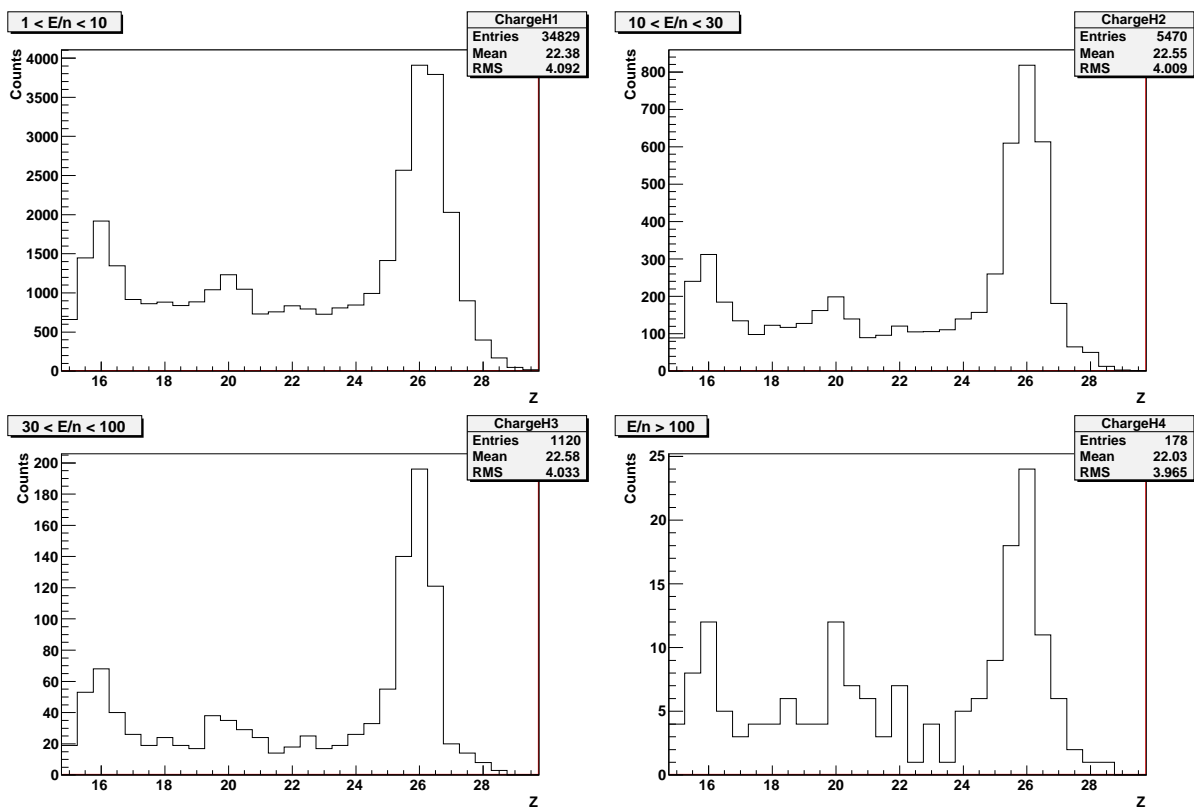 1 < E/n < 10
ChargeH1
Entries 34829
Mean 22.38
RMS 4.092
Counts
4000
3500
3000
2500
2000
1500
1000
500
0
16 18 20 22 24 26 28
Z
10 < E/n < 30
ChargeH2
Entries 5470
Mean 22.55
RMS 4.009
Counts
800
700
600
500
400
300
200
100
0
16 18 20 22 24 26 28
Z
30 < E/n < 100
ChargeH3
Entries 1120
Mean 22.58
RMS 4.033
Counts
200
180
160
140
120
100
80
60
40
20
0
16 18 20 22 24 26 28
Z
E/n > 100
ChargeH4
Entries 178
Mean 22.03
RMS 3.965
Counts
25
20
15
10
5
0
16 18 20 22 24 26 28
Z